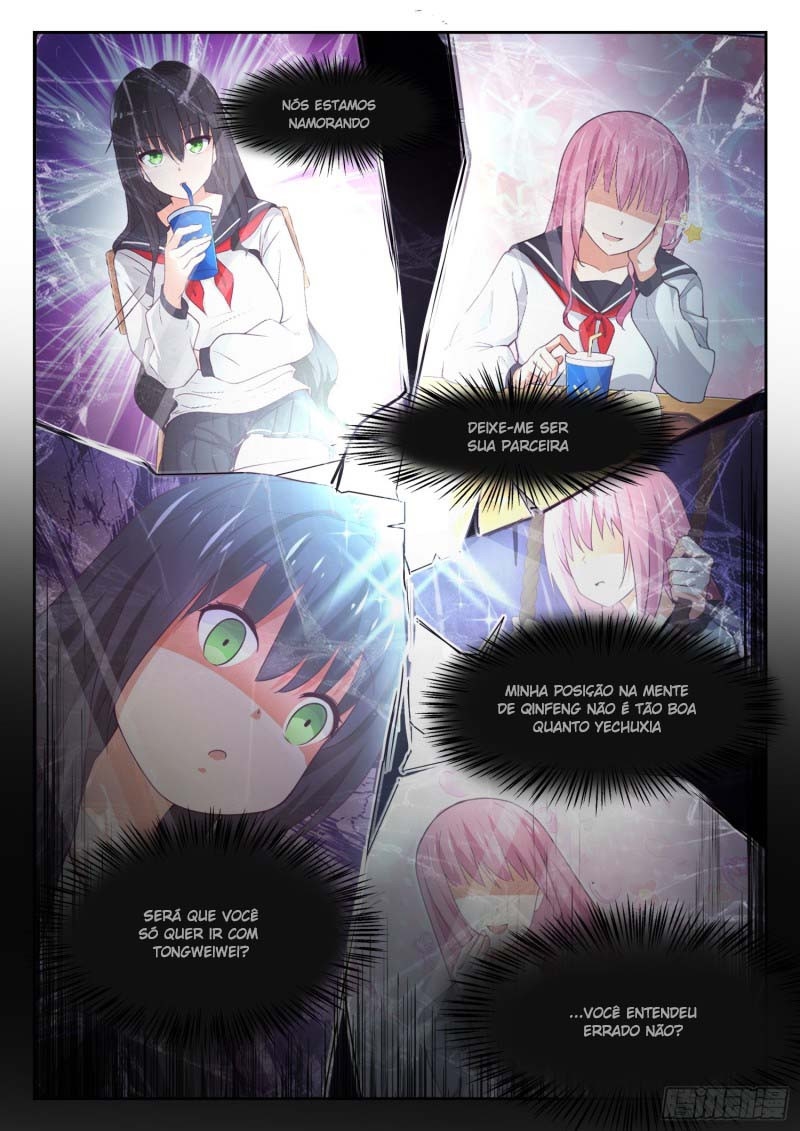 NÓS ESTAMOS
NAMORANDO
DEIXE-ME SER
SUA PARCEIRA
MINHA POSIÇÃO NA MENTE
DE QINFENG NÃO É TÃO BOA
QUANTO YECHUXIA
SERÁ QUE VOCÊ
SÓ QUER IR COM
TONGWEIWEI?
...VOCÊ ENTENDEU
ERRADO NÃO?